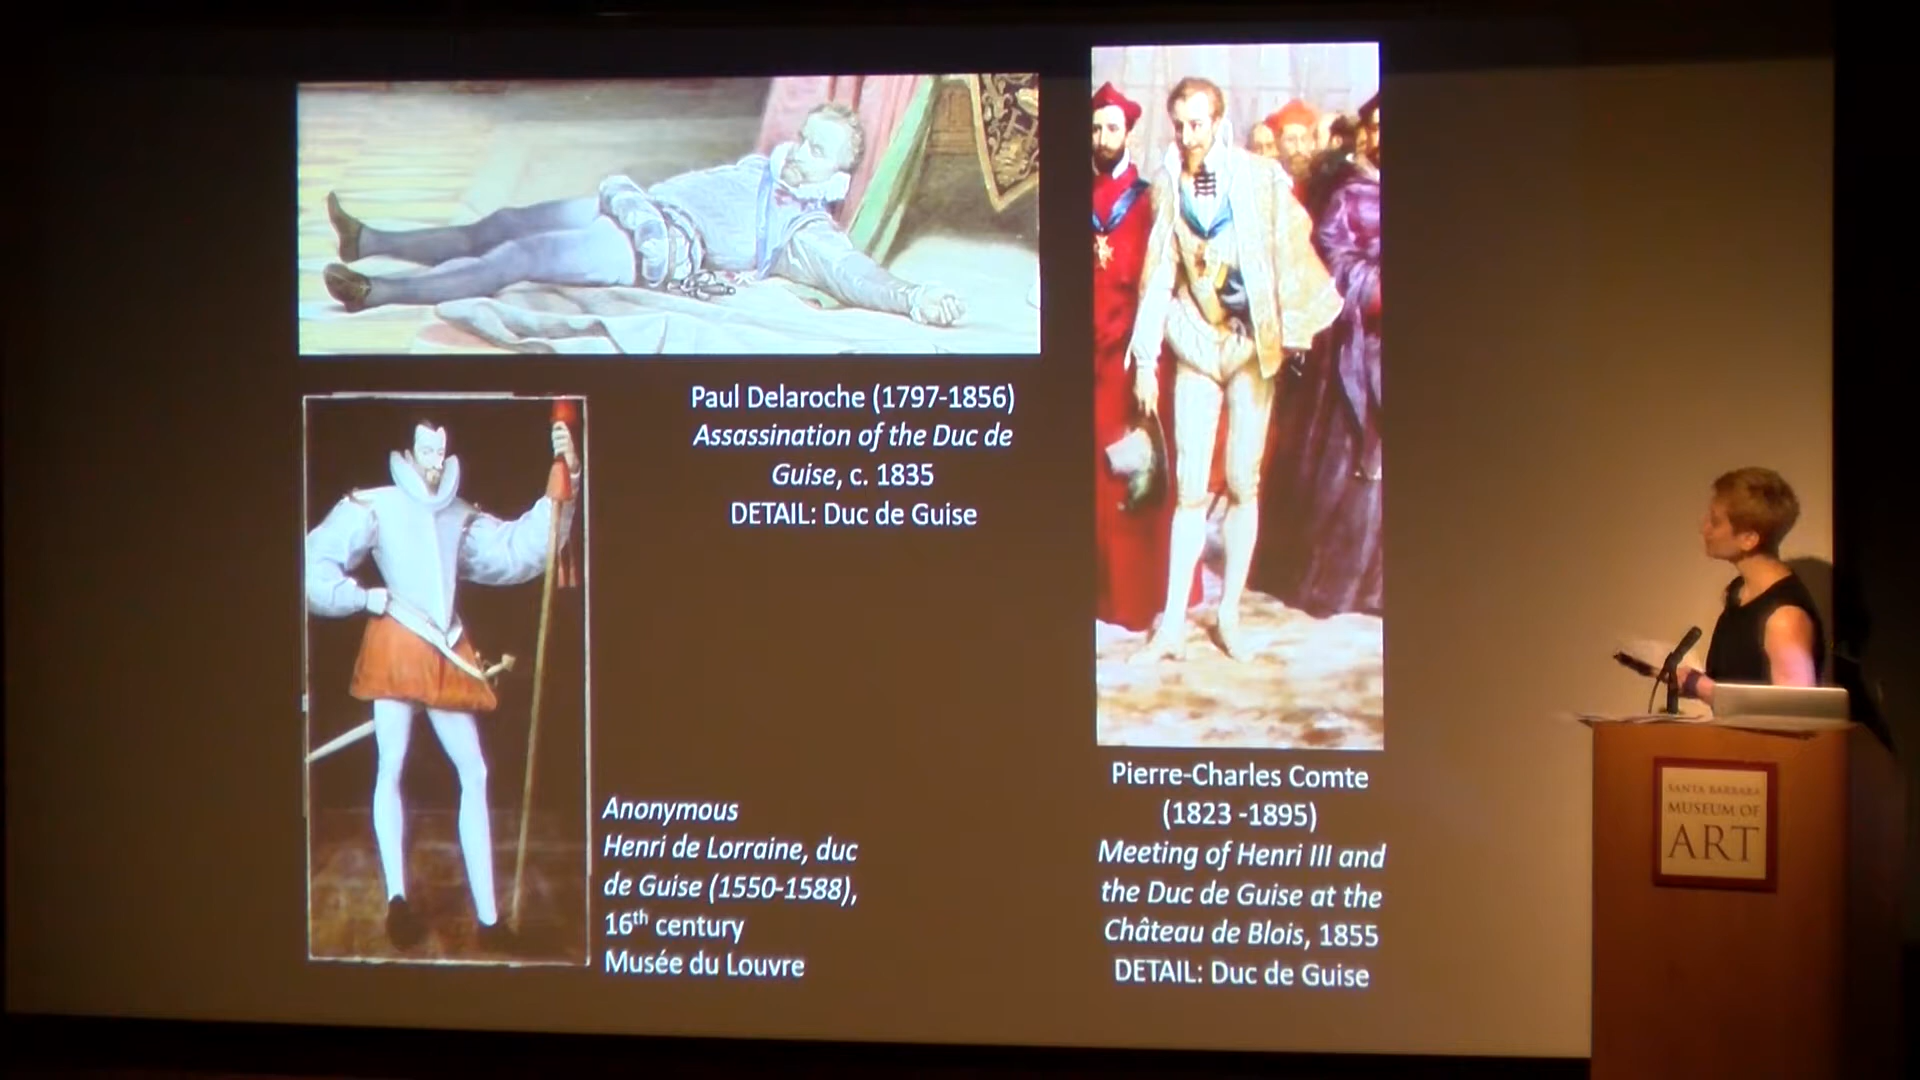 Paul Delaroche (1797-1856)
Assassination of the Duc de
Guise, c. 1835
DETAIL: Duc de Guise
Anonymous
Henri de Lorraine, duc
de Guise (1550-1588),
16th century
Musée du Louvre
Pierre-Charles Comte
(1823 -1895)
Meeting of Henri III and
the Duc de Guise at the
Château de Blois, 1855
DETAIL: Duc de Guise
SANTA BARBARA
MUSEUM OF
ART